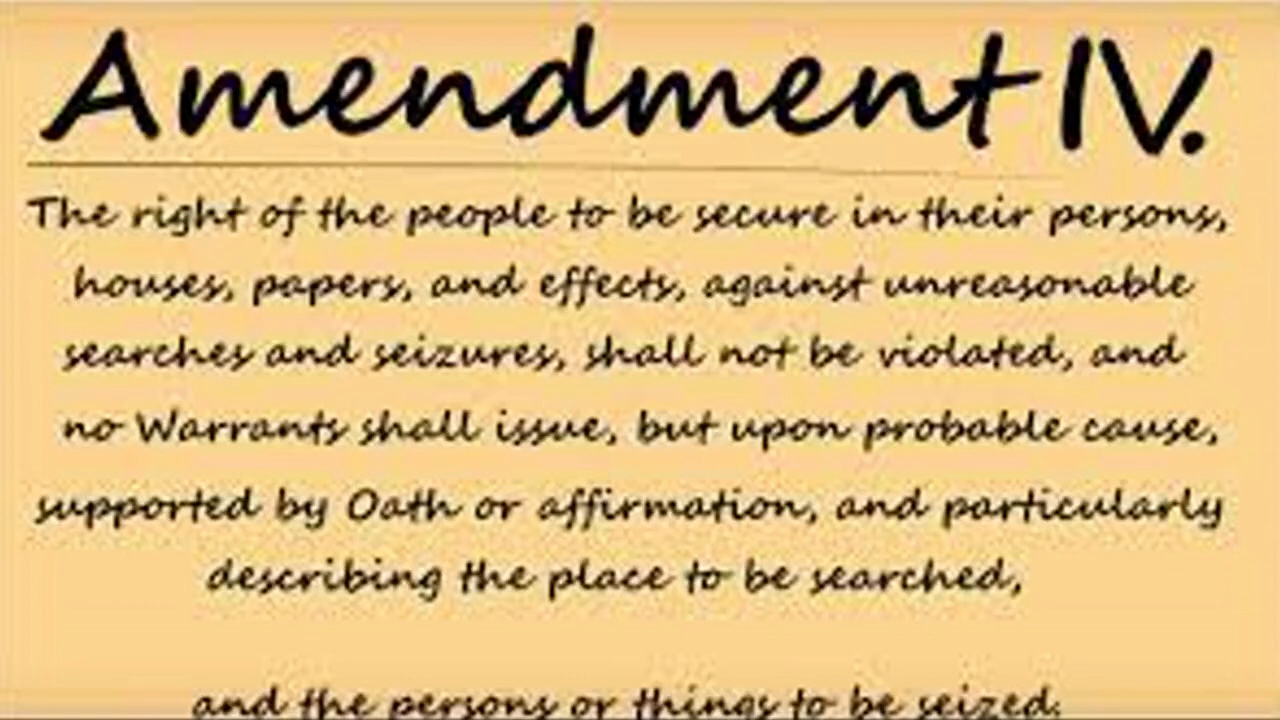 Amendment IV.
The right of the people to be secure in their persons,
houses, papers, and effects, against unreasonable
searches and seizures, shall not be violated, and
no Warrants shall issue, but upon probable cause,
supported by Oath or affirmation, and particularly
describing the place to be searched,
and the persons or things to be seized.